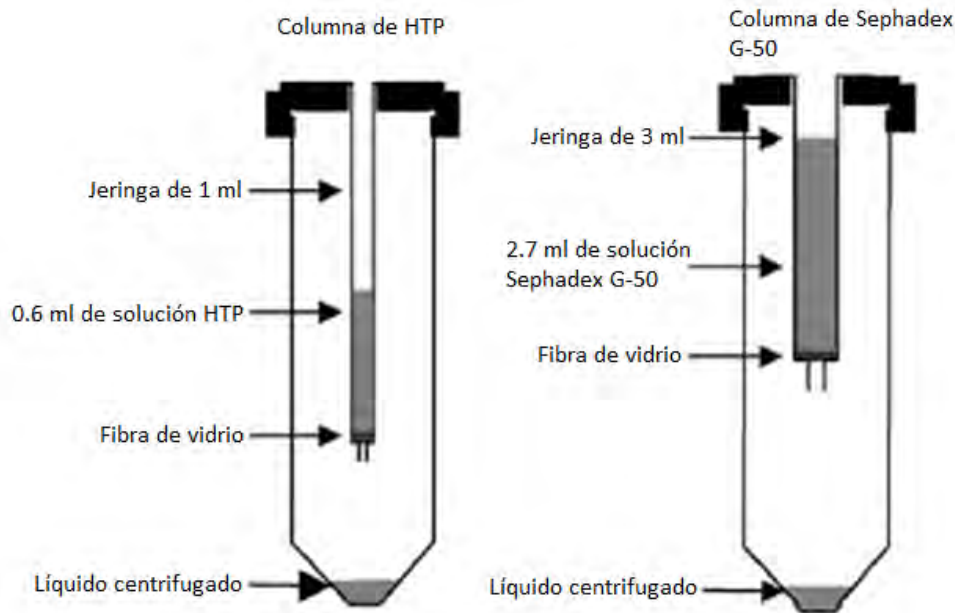 Columna de HTP
Jeringa de 1 ml
0.6 ml de solución HTP
Fibra de vidrio
Líquido centrifugado
Columna de Sephadex
G-50
Jeringa de 3 ml
2.7 ml de solución
Sephadex G-50
Fibra de vidrio
Líquido centrifugado